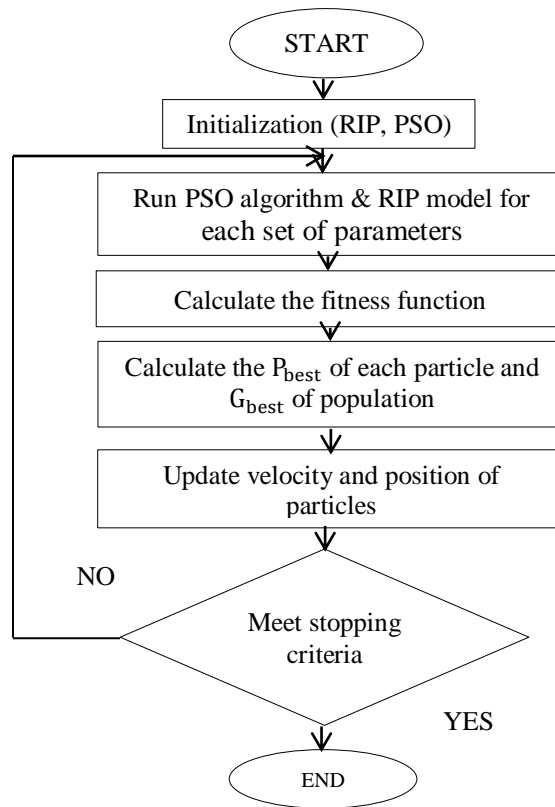 START
Initialization (RIP, PSO)
Run PSO algorithm & RIP model for
each set of parameters
Calculate the fitness function
Calculate the P_best of each particle and
G_best of population
Update velocity and position of
particles
NO
Meet stopping
criteria
YES
END